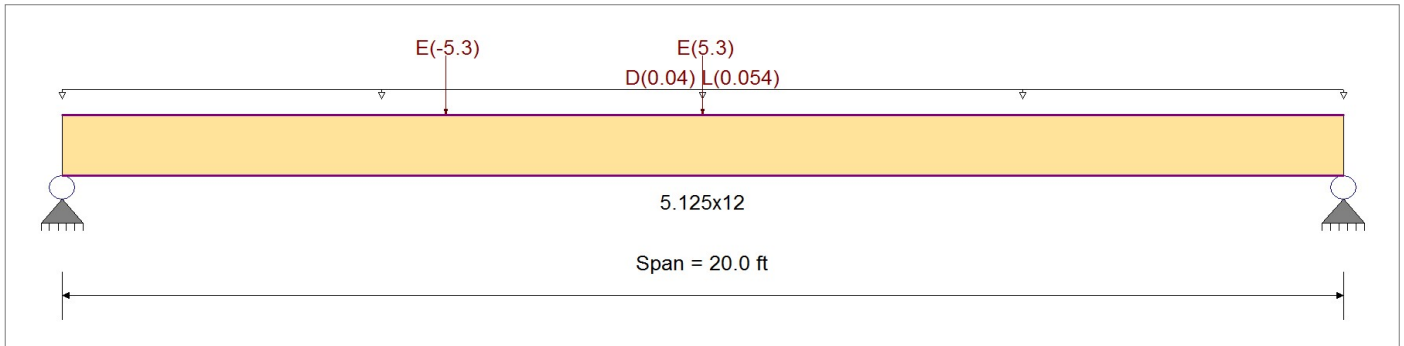 E(-5.3) E(5.3)
D(0.04) L(0.054)
5.125x12
Span = 20.0 ft